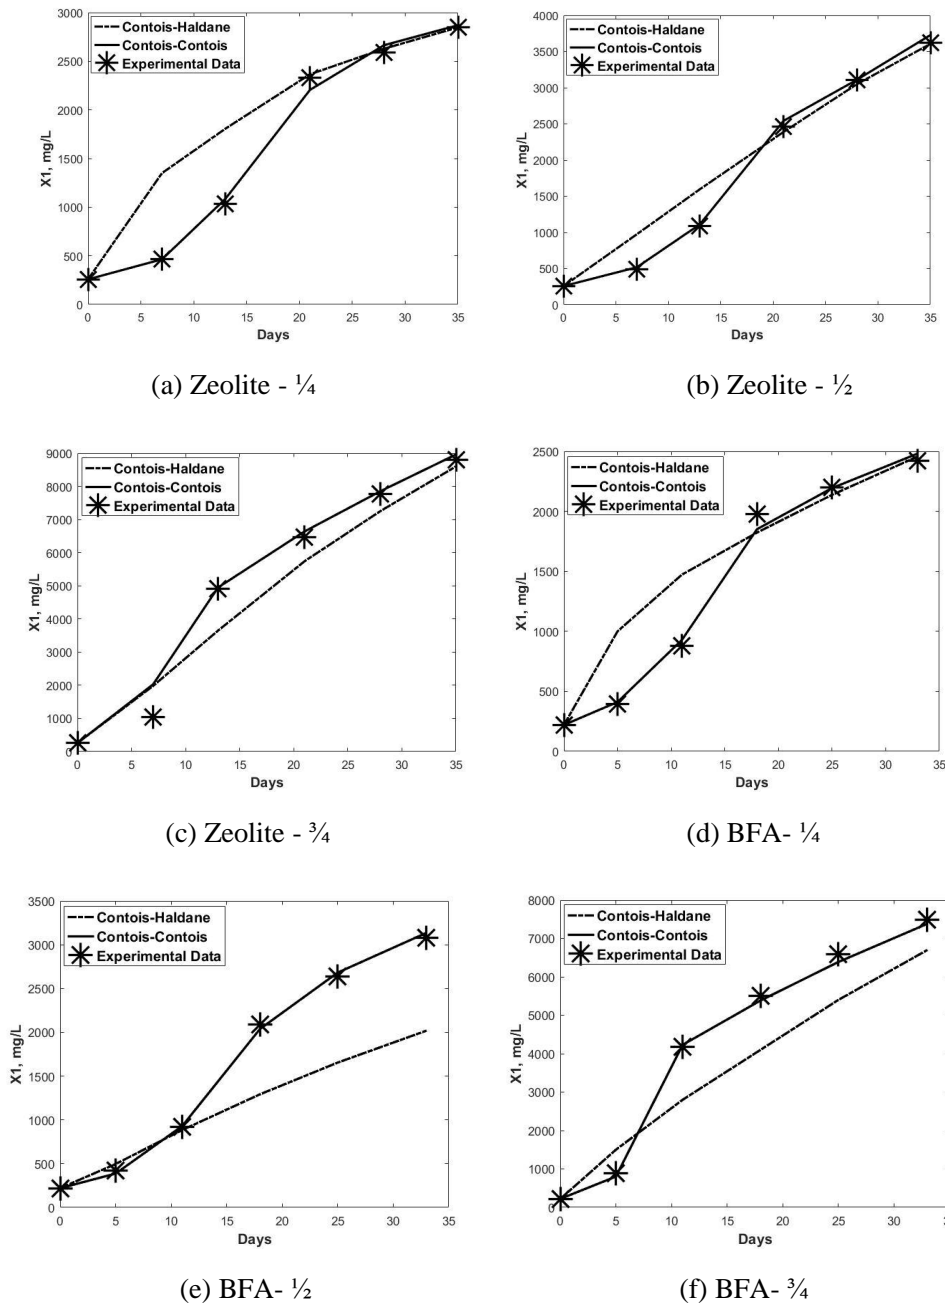 3000
2500
2000
1500
1000
500
0
X1, mg/L
Contois-Haldane
Contois-Contois
Experimental Data
0 5 10 15 20 25 30 35
Days
(a) Zeolite - ¼
4000
3500
3000
2500
2000
1500
1000
500
0
X1, mg/L
Contois-Haldane
Contois-Contois
Experimental Data
0 5 10 15 20 25 30 35
Days
(b) Zeolite - ½
9000
8000
7000
6000
5000
4000
3000
2000
1000
0
X1, mg/L
Contois-Haldane
Contois-Contois
Experimental Data
0 5 10 15 20 25 30 35
Days
(c) Zeolite - ¾
2500
2000
1500
1000
500
0
X1, mg/L
Contois-Haldane
Contois-Contois
Experimental Data
0 5 10 15 20 25 30 35
Days
(d) BFA- ¼
3500
3000
2500
2000
1500
1000
500
0
X1, mg/L
Contois-Haldane
Contois-Contois
Experimental Data
0 5 10 15 20 25 30 35
Days
(e) BFA- ½
8000
7000
6000
5000
4000
3000
2000
1000
0
X1, mg/L
Contois-Haldane
Contois-Contois
Experimental Data
0 5 10 15 20 25 30
Days
(f) BFA- ¾